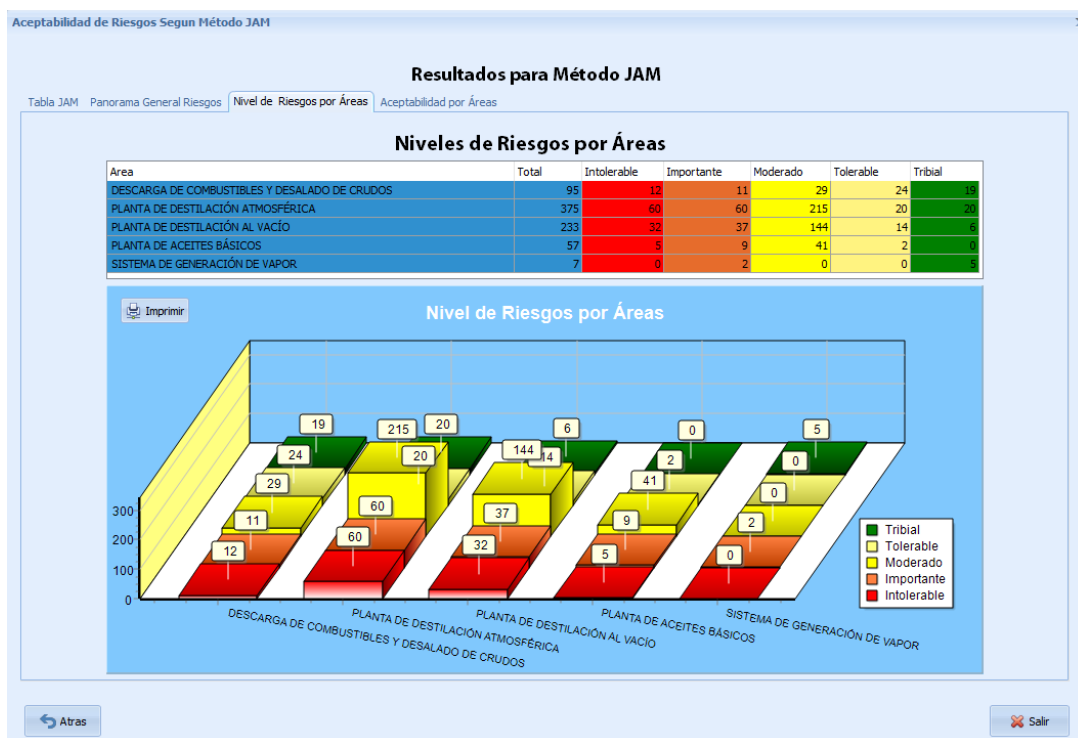 Aceptabilidad de Riesgos Segun Método JAM
Resultados para Método JAM
Tabla JAM Panorama General Riesgos Nivel de Riesgos por Áreas Aceptabilidad por Áreas
Niveles de Riesgos por Áreas
Area Total Intolerable Importante Moderado Tolerable Tribial
DESCARGA DE COMBUSTIBLES Y DESALADO DE CRUDOS 95 12 11 29 24 19
PLANTA DE DESTILACIÓN ATMOSFÉRICA 375 60 60 215 20 20
PLANTA DE DESTILACIÓN AL VACÍO 233 32 37 144 14 6
PLANTA DE ACEITES BÁSICOS 57 5 9 41 2 0
SISTEMA DE GENERACIÓN DE VAPOR 7 0 2 0 0 5
Imprimir
Nivel de Riesgos por Áreas
19 215 20 6 0 5
24 20 144 14 2 0
29 41 0
11 60 37 9 2
12 60 32 5 0
300
200
100
0
Tribial
Tolerable
Moderado
Importante
Intolerable
DESCARGA DE COMBUSTIBLES Y DESALADO DE CRUDOS
PLANTA DE DESTILACIÓN ATMOSFÉRICA
PLANTA DE DESTILACIÓN AL VACÍO
PLANTA DE ACEITES BÁSICOS
SISTEMA DE GENERACIÓN DE VAPOR
Atras
Salir